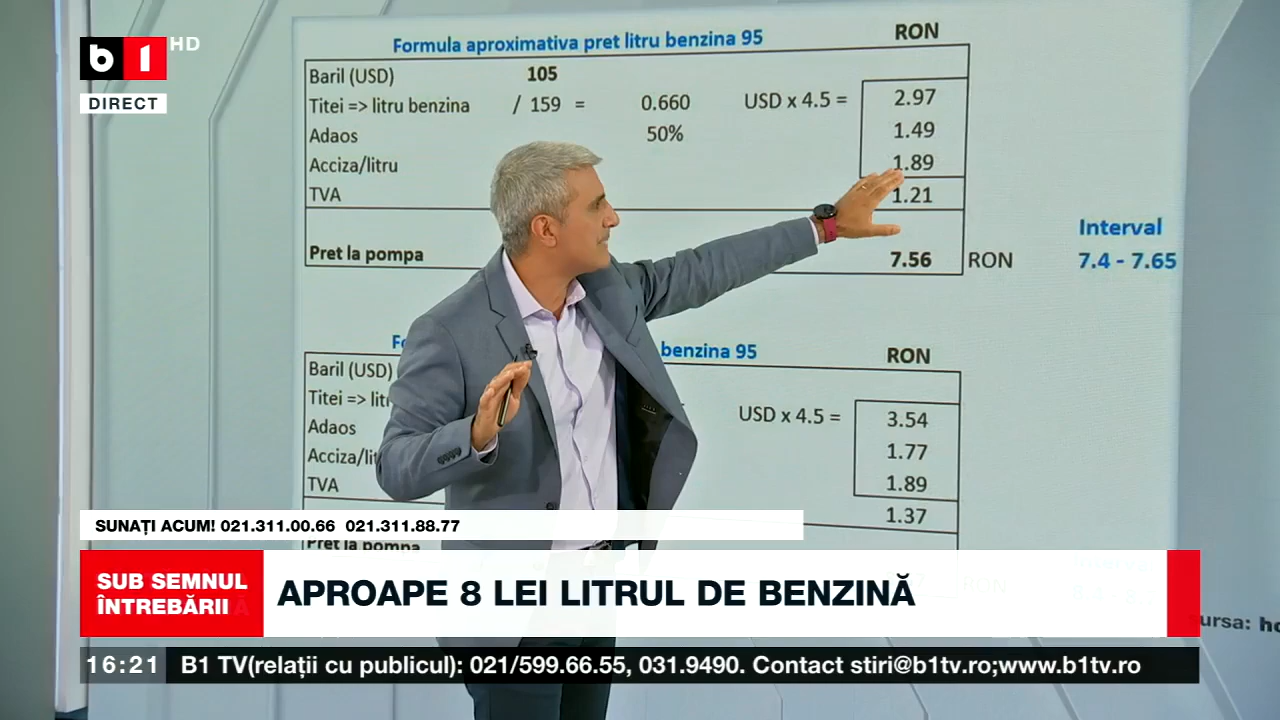 b1 HD
DIRECT
Formula aproximativa pret litru benzina 95 RON
Baril (USD) 105
Titei => litru benzina / 159 = 0.660 USD x 4.5 = 2.97
Adaos 50% 1.49
Acciza/litru 1.89
TVA 1.21
Pret la pompa 7.56 RON
Interval
7.4 - 7.65
benzina 95 RON
Baril (USD)
Titei => USD x 4.5 = 3.54
Adaos 1.77
1.89
TVA 1.37
Pret la pompa
RON
SUNAȚI ACUM! 021.311.00.66 021.311.88.77
SUB SEMNUL
ÎNTREBĂRII
APROAPE 8 LEI LITRUL DE BENZINĂ
16:21 B1 TV(relații cu publicul): 021/599.66.55, 031.9490. Contact stiri@b1tv.ro;www.b1tv.ro